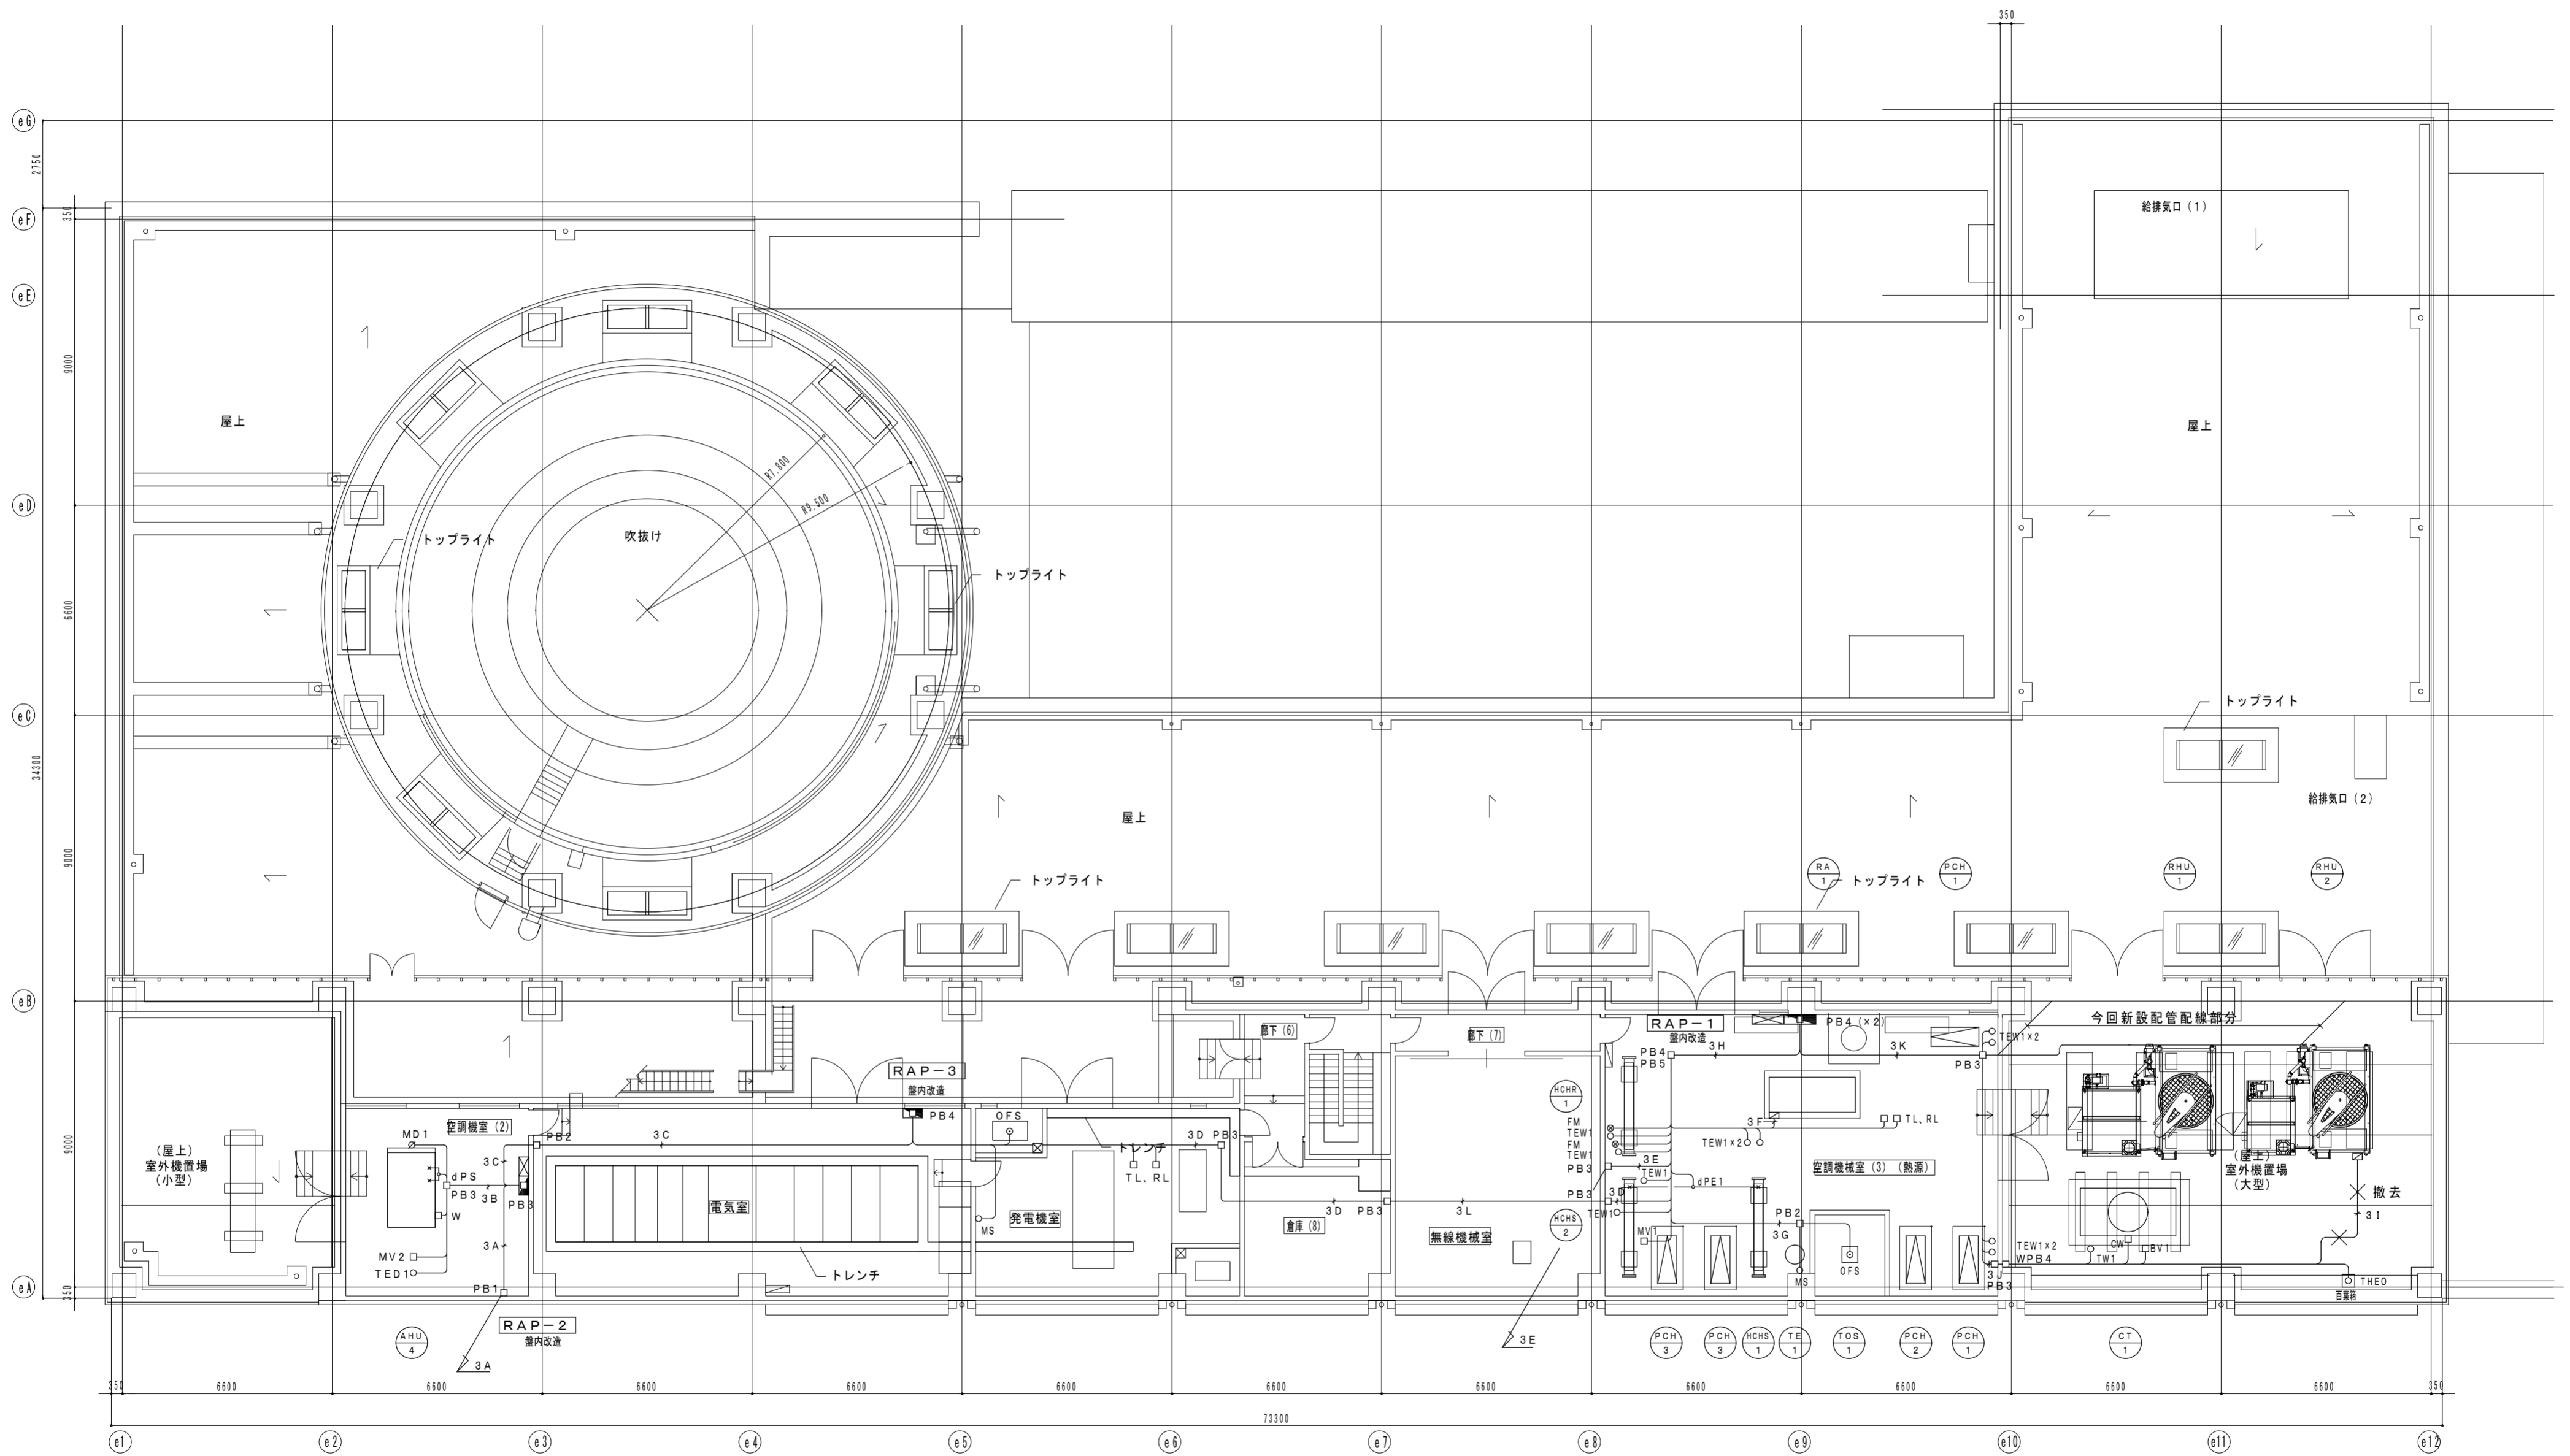 350
eG
2750
eF
350
給排気口（１）
eE
9000
屋上
屋上
R7,800
R9,500
eD
トップライト
吹抜け
トップライト
6600
トップライト
eC
34300
給排気口（２）
屋上
9000
トップライト
RA
1
トップライト
PCH
1
RHU
1
RHU
2
eB
廊下（6）
廊下（7）
RAP－１
盤内改造
PB4（×2）
今回新設配管配線部分
TEW1×2
3H
3K
PB4
PB5
PB3
RAP－３
盤内改造
HCHR
1
PB4
OFS
空調機室（2）
MD1
PB2
3C
トレンチ
3D
PB3
FM
TEW1
FM
TEW1
3F
TEW1×2
TL、RL
9000
（屋上）
室外機置場
（小型）
3C
dPS
PB3
3B
PB3
TL、RL
PB3
3E
TEW1
空調機械室（3）（熱源）
（屋上）
室外機置場
（大型）
撤去
dPE1
PB3
3D
W
電気室
発電機室
MS
3D
PB3
3L
TEW1
PB2
3G
3I
倉庫（8）
無線機械室
HCHS
2
MV1
3A
MV2
TED1
OFS
MS
TEW1×2
WPB4
CW
TW1
BV1
トレンチ
3J
PB3
THEO
百葉箱
eA
350
PB1
RAP－２
盤内改造
AHU
4
3A
3E
PCH
3
PCH
3
HCHS
1
TE
1
TOS
1
PCH
2
PCH
1
CT
1
350
6600
6600
6600
6600
6600
6600
6600
6600
6600
6600
6600
350
73300
e1
e2
e3
e4
e5
e6
e7
e8
e9
e10
e11
e12